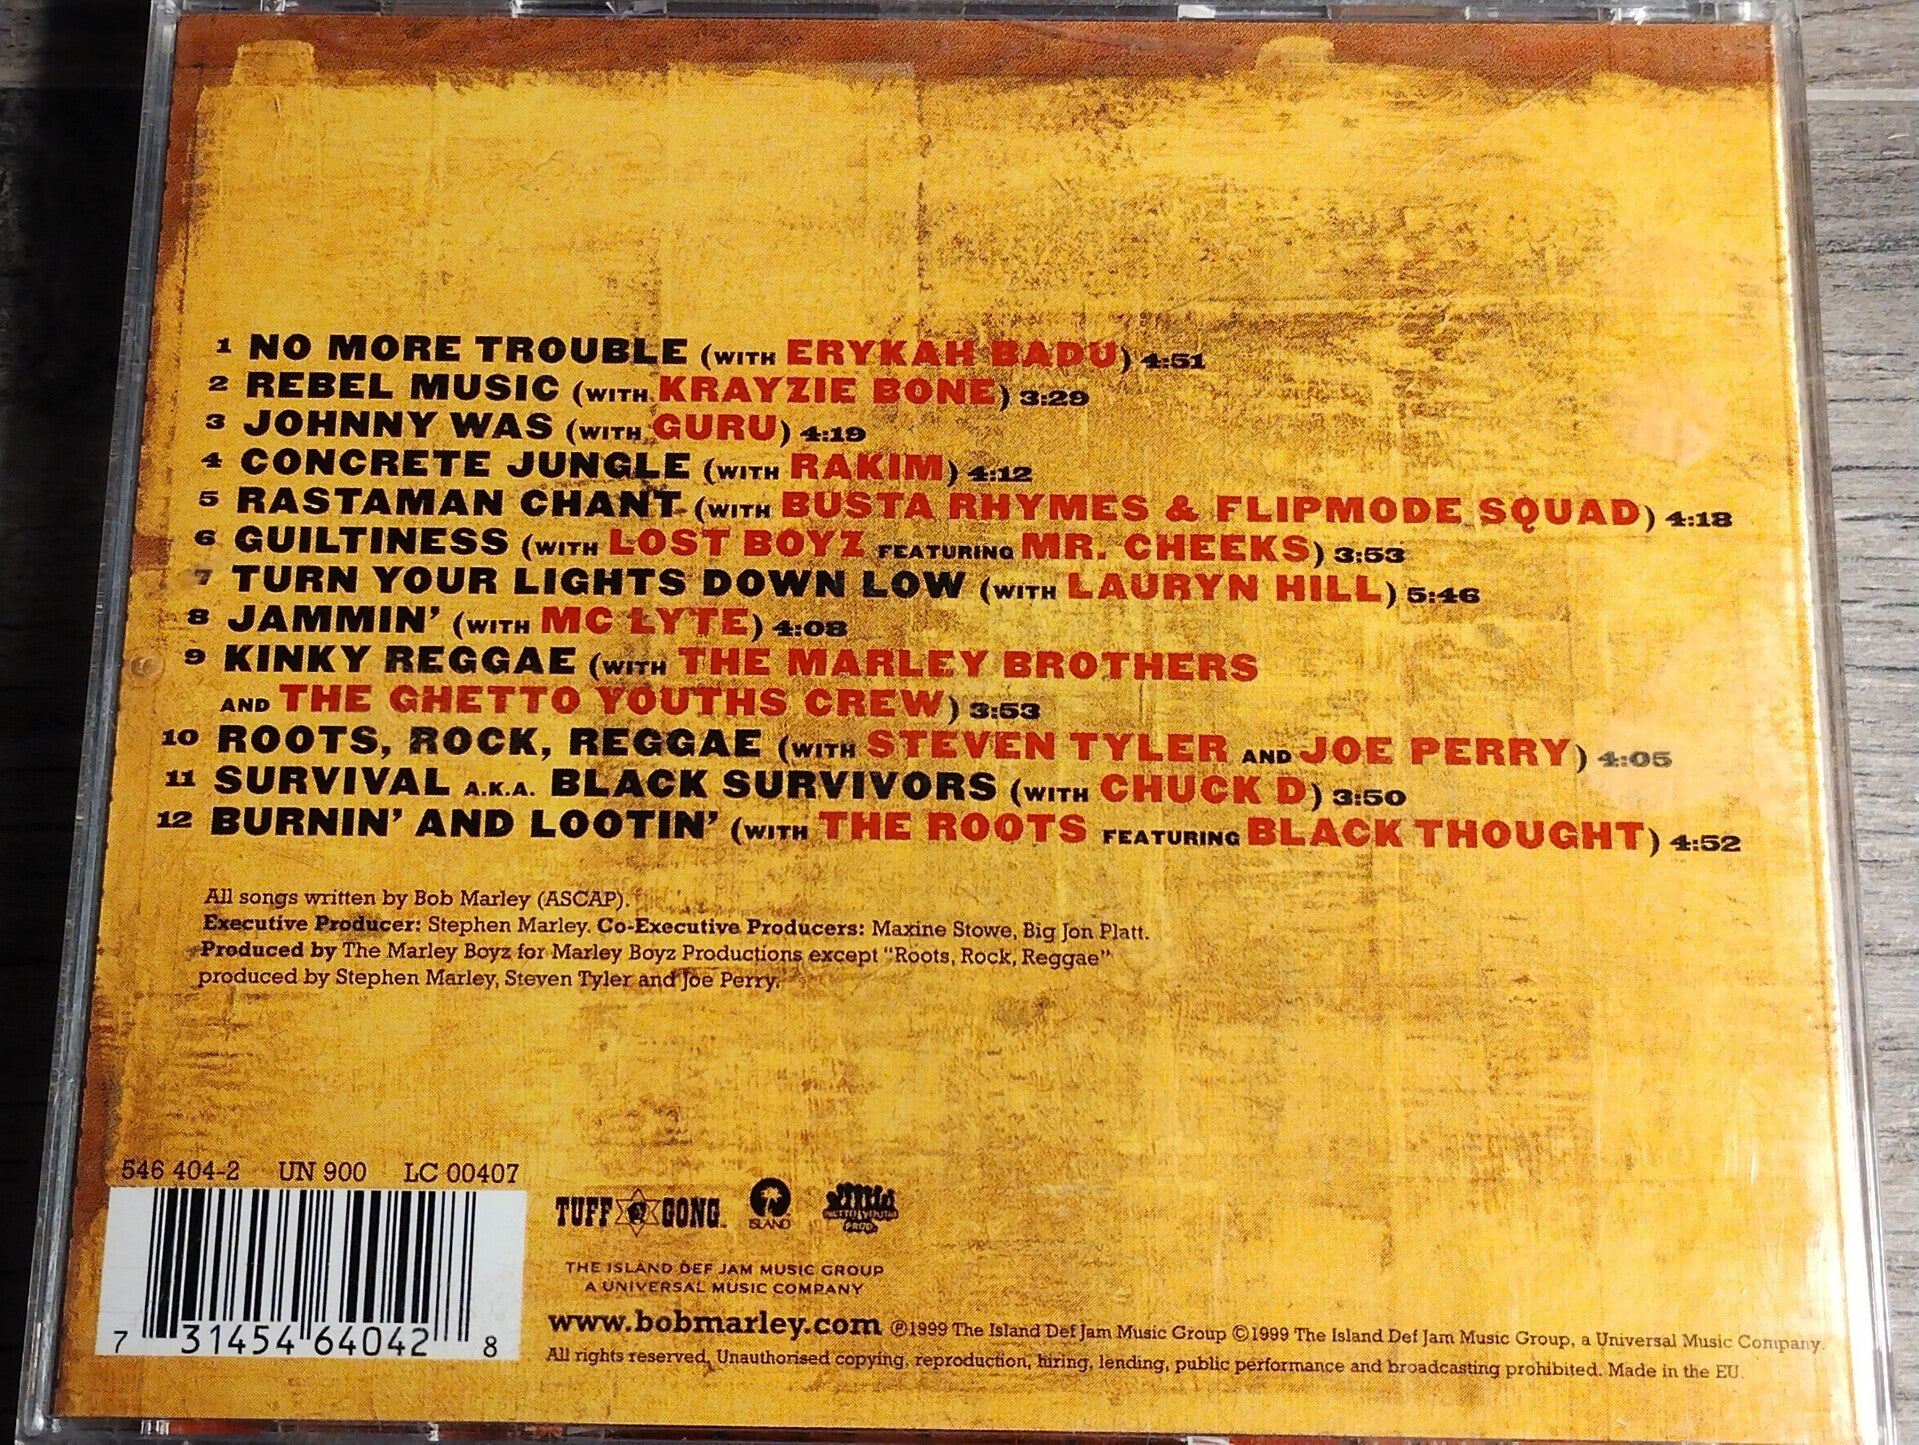 1 NO MORE TROUBLE (WITH ERYKAH BADU) 4:51
2 REBEL MUSIC (WITH KRAYZIE BONE) 3:29
3 JOHNNY WAS (WITH GURU) 4:19
4 CONCRETE JUNGLE (WITH RAKIM) 4:12
5 RASTAMAN CHANT (WITH BUSTA RHYMES & FLIPMODE SQUAD) 4:18
6 GUILTINESS (WITH LOST BOYZ FEATURING MR. CHEEKS) 3:53
7 TURN YOUR LIGHTS DOWN LOW (WITH LAURYN HILL) 5:46
8 JAMMIN' (WITH MC LYTE) 4:08
9 KINKY REGGAE (WITH THE MARLEY BROTHERS
AND THE GHETTO YOUTHS CREW) 3:53
10 ROOTS, ROCK, REGGAE (WITH STEVEN TYLER AND JOE PERRY) 4:05
11 SURVIVAL A.K.A. BLACK SURVIVORS (WITH CHUCK D) 3:50
12 BURNIN' AND LOOTIN' (WITH THE ROOTS FEATURING BLACK THOUGHT) 4:52
All songs written by Bob Marley (ASCAP).
Executive Producer: Stephen Marley. Co-Executive Producers: Maxine Stowe, Big Jon Platt.
Produced by The Marley Boyz for Marley Boyz Productions except "Roots, Rock, Reggae"
produced by Stephen Marley, Steven Tyler and Joe Perry.
546 404-2 UN 900 LC 00407
7 31454 64042 8
TUFF GONG
ISLAND
GHETTO YOUTHS
PROD.
THE ISLAND DEF JAM MUSIC GROUP
A UNIVERSAL MUSIC COMPANY
www.bobmarley.com ℗1999 The Island Def Jam Music Group ©1999 The Island Def Jam Music Group, a Universal Music Company.
All rights reserved. Unauthorised copying, reproduction, hiring, lending, public performance and broadcasting prohibited. Made in the EU.